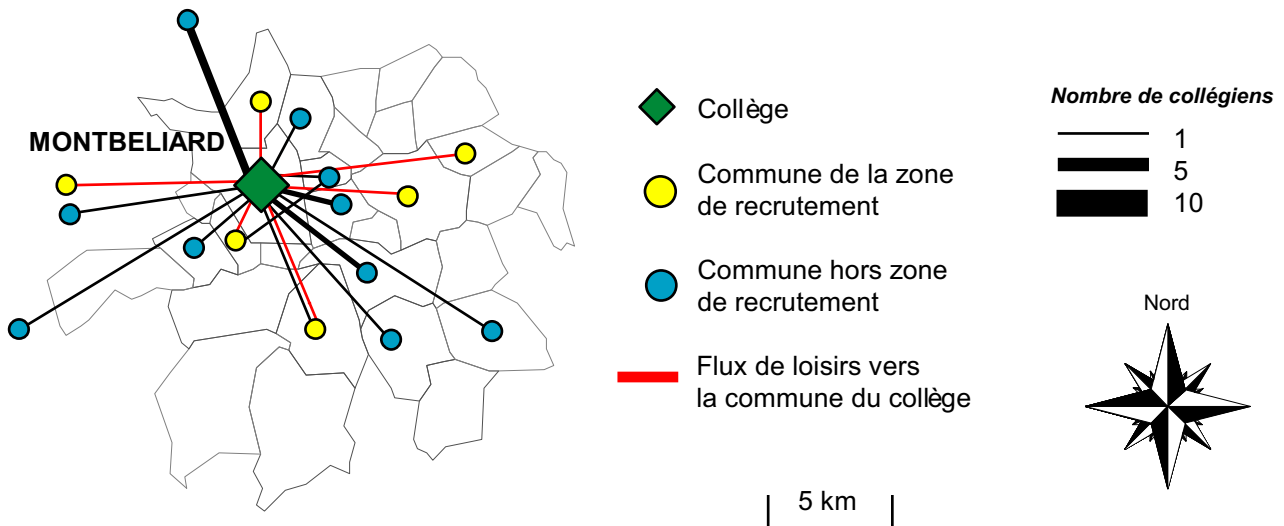 MONTBELIARD
Collège
Commune de la zone
de recrutement
Commune hors zone
de recrutement
Flux de loisirs vers
la commune du collège
Nombre de collégiens
1
5
10
Nord
5 km